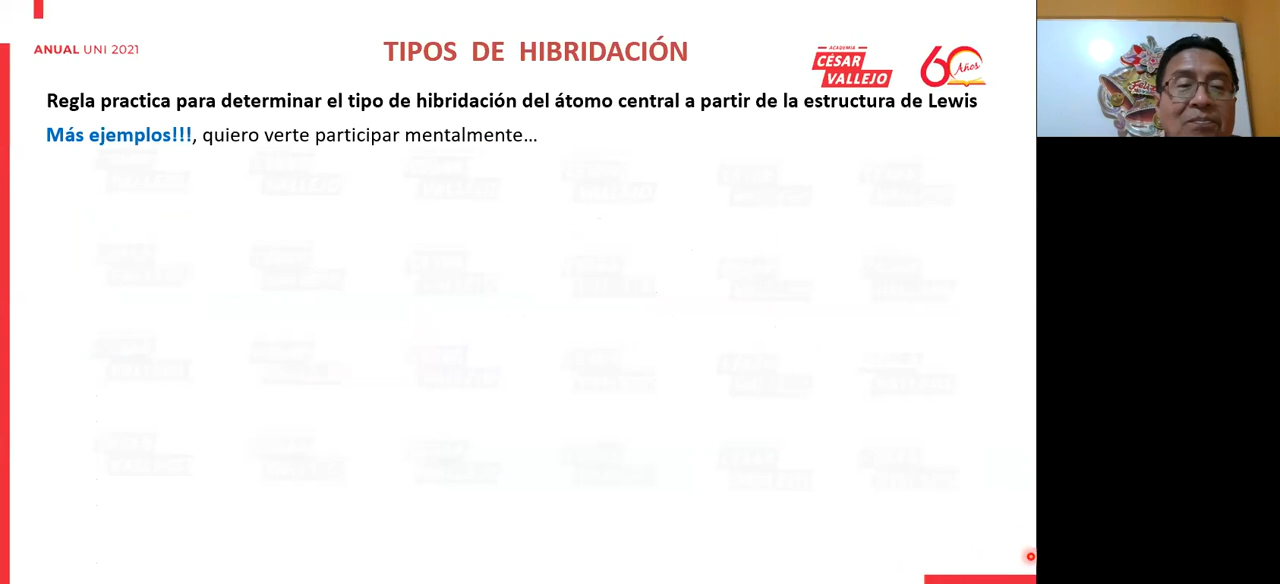 ANUAL UNI 2021
TIPOS DE HIBRIDACIÓN
ACADEMIA
CÉSAR
VALLEJO
60 Años
Regla practica para determinar el tipo de hibridación del átomo central a partir de la estructura de Lewis
Más ejemplos!!!, quiero verte participar mentalmente...